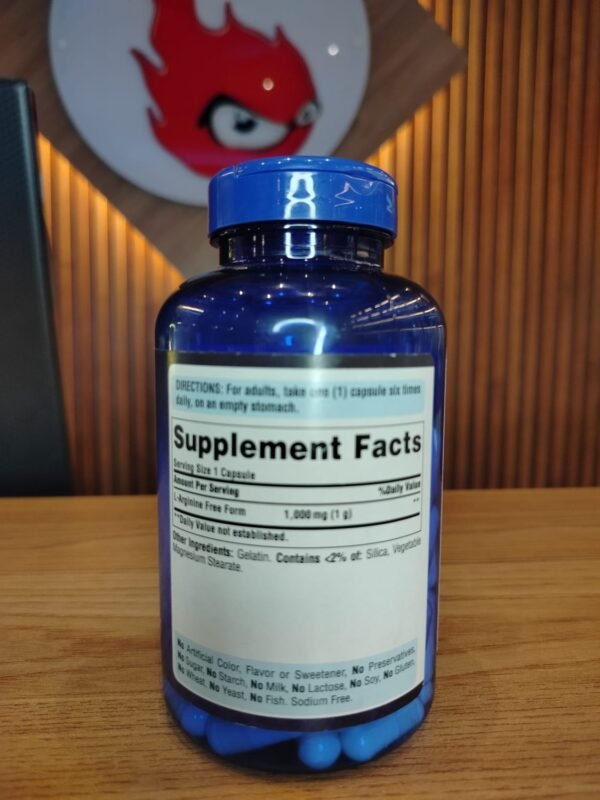 DIRECTIONS: For adults, take one (1) capsule six times
daily, on an empty stomach.
Supplement Facts
Serving Size 1 Capsule
Amount Per Serving %Daily Value
L-Arginine Free Form 1,000 mg (1 g) **
**Daily Value not established.
Other Ingredients: Gelatin. Contains <2% of: Silica, Vegetable
Magnesium Stearate.
No Artificial Color, Flavor or Sweetener, No Preservatives,
No Sugar, No Starch, No Milk, No Lactose, No Soy, No Gluten,
No Wheat, No Yeast, No Fish. Sodium Free.